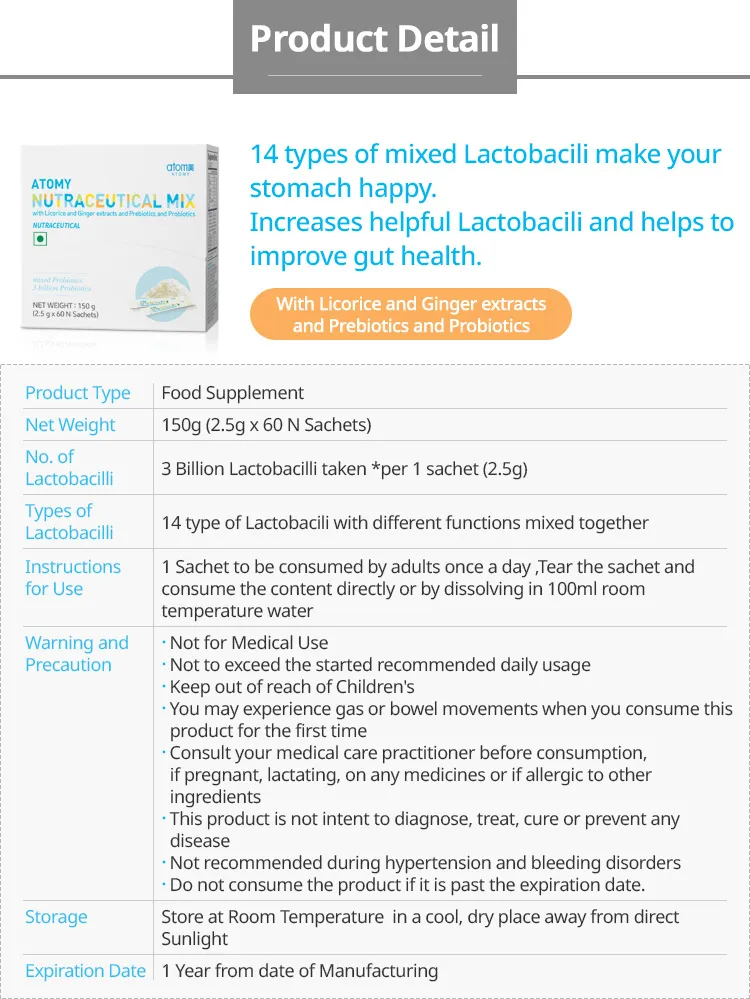 Product Detail
14 types of mixed Lactobacili make your
stomach happy.
Increases helpful Lactobacili and helps to
improve gut health.
With Licorice and Ginger extracts
and Prebiotics and Probiotics
atom美
ATOMY
ATOMY
NUTRACEUTICAL MIX
with Licorice and Ginger extracts and Prebiotics and Probiotics
NUTRACEUTICAL
mixed Probiotics
3 billion Probiotics
NET WEIGHT : 150 g
(2.5 g x 60 N Sachets)
Product Type Food Supplement
Net Weight 150g (2.5g x 60 N Sachets)
No. of
Lactobacilli
3 Billion Lactobacilli taken *per 1 sachet (2.5g)
Types of
Lactobacilli
14 type of Lactobacili with different functions mixed together
Instructions
for Use
1 Sachet to be consumed by adults once a day ,Tear the sachet and
consume the content directly or by dissolving in 100ml room
temperature water
Warning and
Precaution
· Not for Medical Use
· Not to exceed the started recommended daily usage
· Keep out of reach of Children's
· You may experience gas or bowel movements when you consume this
product for the first time
· Consult your medical care practitioner before consumption,
if pregnant, lactating, on any medicines or if allergic to other
ingredients
· This product is not intent to diagnose, treat, cure or prevent any
disease
· Not recommended during hypertension and bleeding disorders
· Do not consume the product if it is past the expiration date.
Storage
Store at Room Temperature in a cool, dry place away from direct
Sunlight
Expiration Date 1 Year from date of Manufacturing